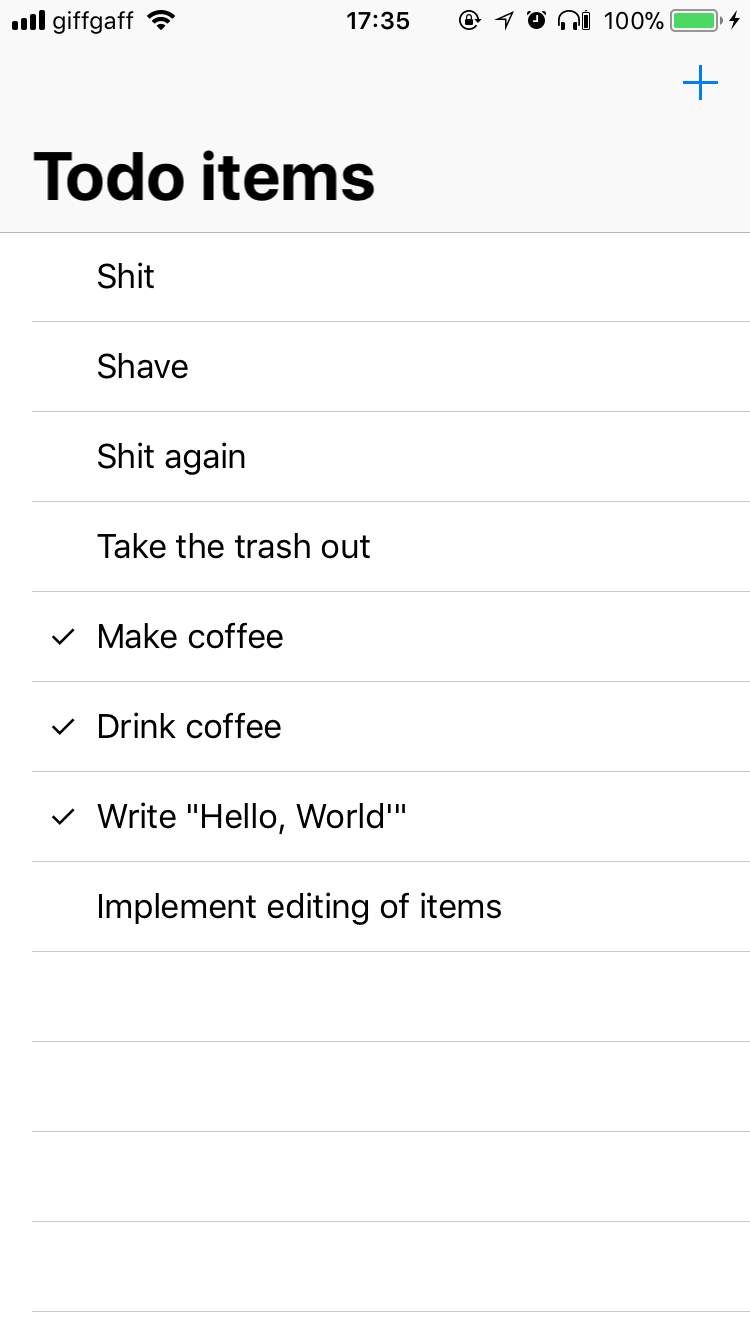 giffgaff 17:35 100%
Todo items
Shit
Shave
Shit again
Take the trash out
Make coffee
Drink coffee
Write "Hello, World'"
Implement editing of items